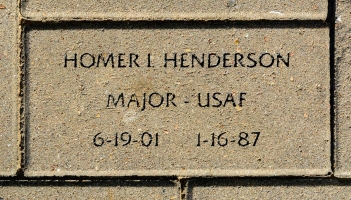 HOMER I. HENDERSON
MAJOR - USAF
6-19-01 1-16-87